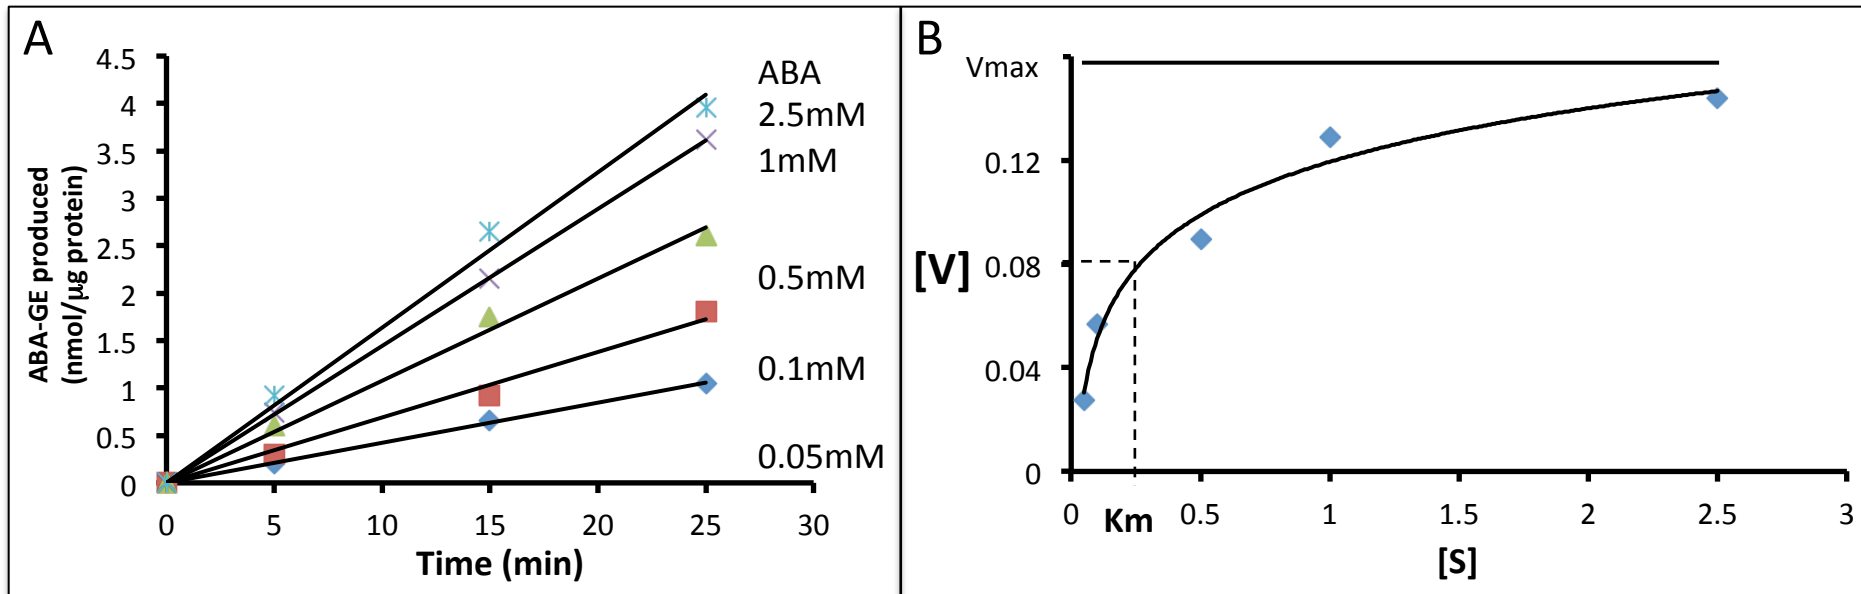 A
4.5
4
3.5
3
2.5
2
1.5
1
0.5
0
0 5 10 15 20 25 30
Time (min)
ABA-GE produced
(nmol/µg protein)
ABA
2.5mM
1mM
0.5mM
0.1mM
0.05mM
B
Vmax
0.12
[V]
0.08
0.04
0
0 Km 0.5 1 1.5 2 2.5 3
[S]